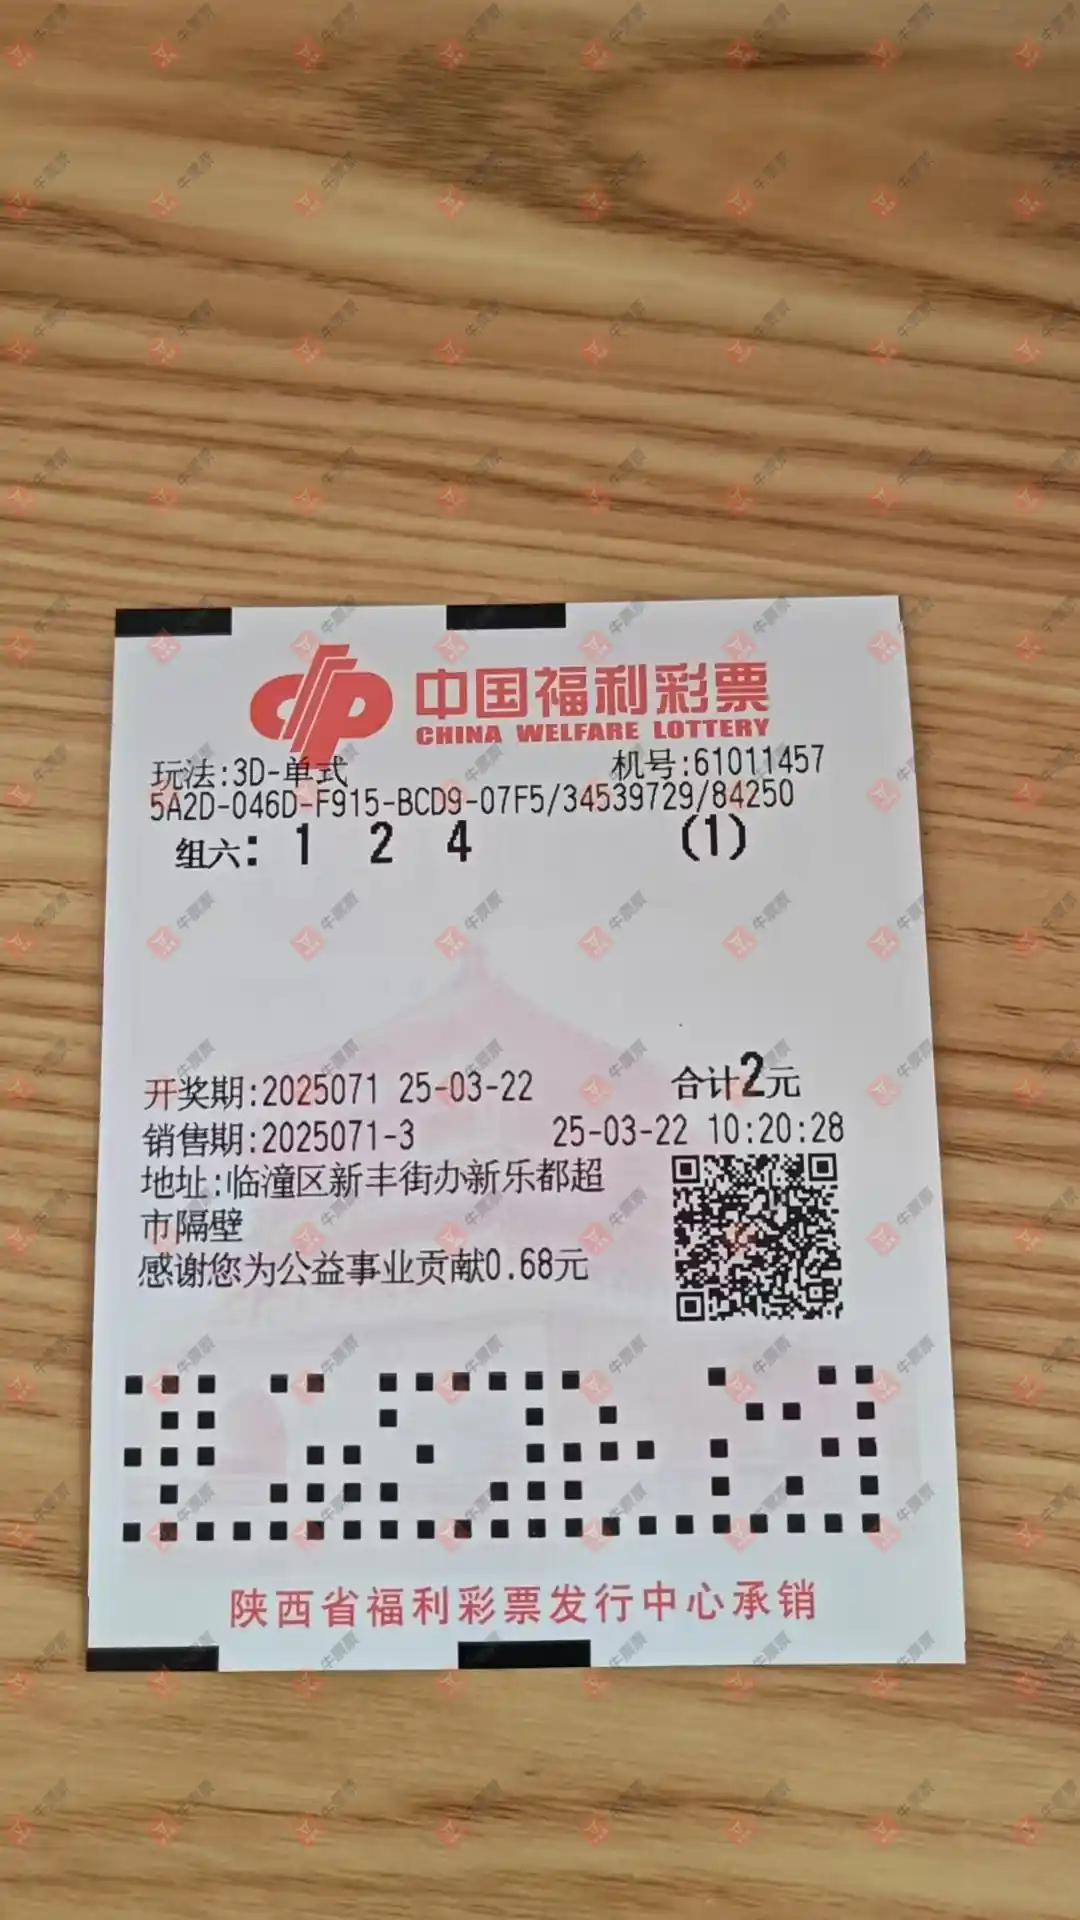 中国福利彩票
CHINA WELFARE LOTTERY
玩法:3D-单式 机号:61011457
5A2D-046D-F915-BCD9-07F5/34539729/84250
组六: 1 2 4 (1)
开奖期:2025071 25-03-22 合计2元
销售期:2025071-3 25-03-22 10:20:28
地址:临潼区新丰街办新乐都超
市隔壁
感谢您为公益事业贡献0.68元
陕西省福利彩票发行中心承销
牛票票